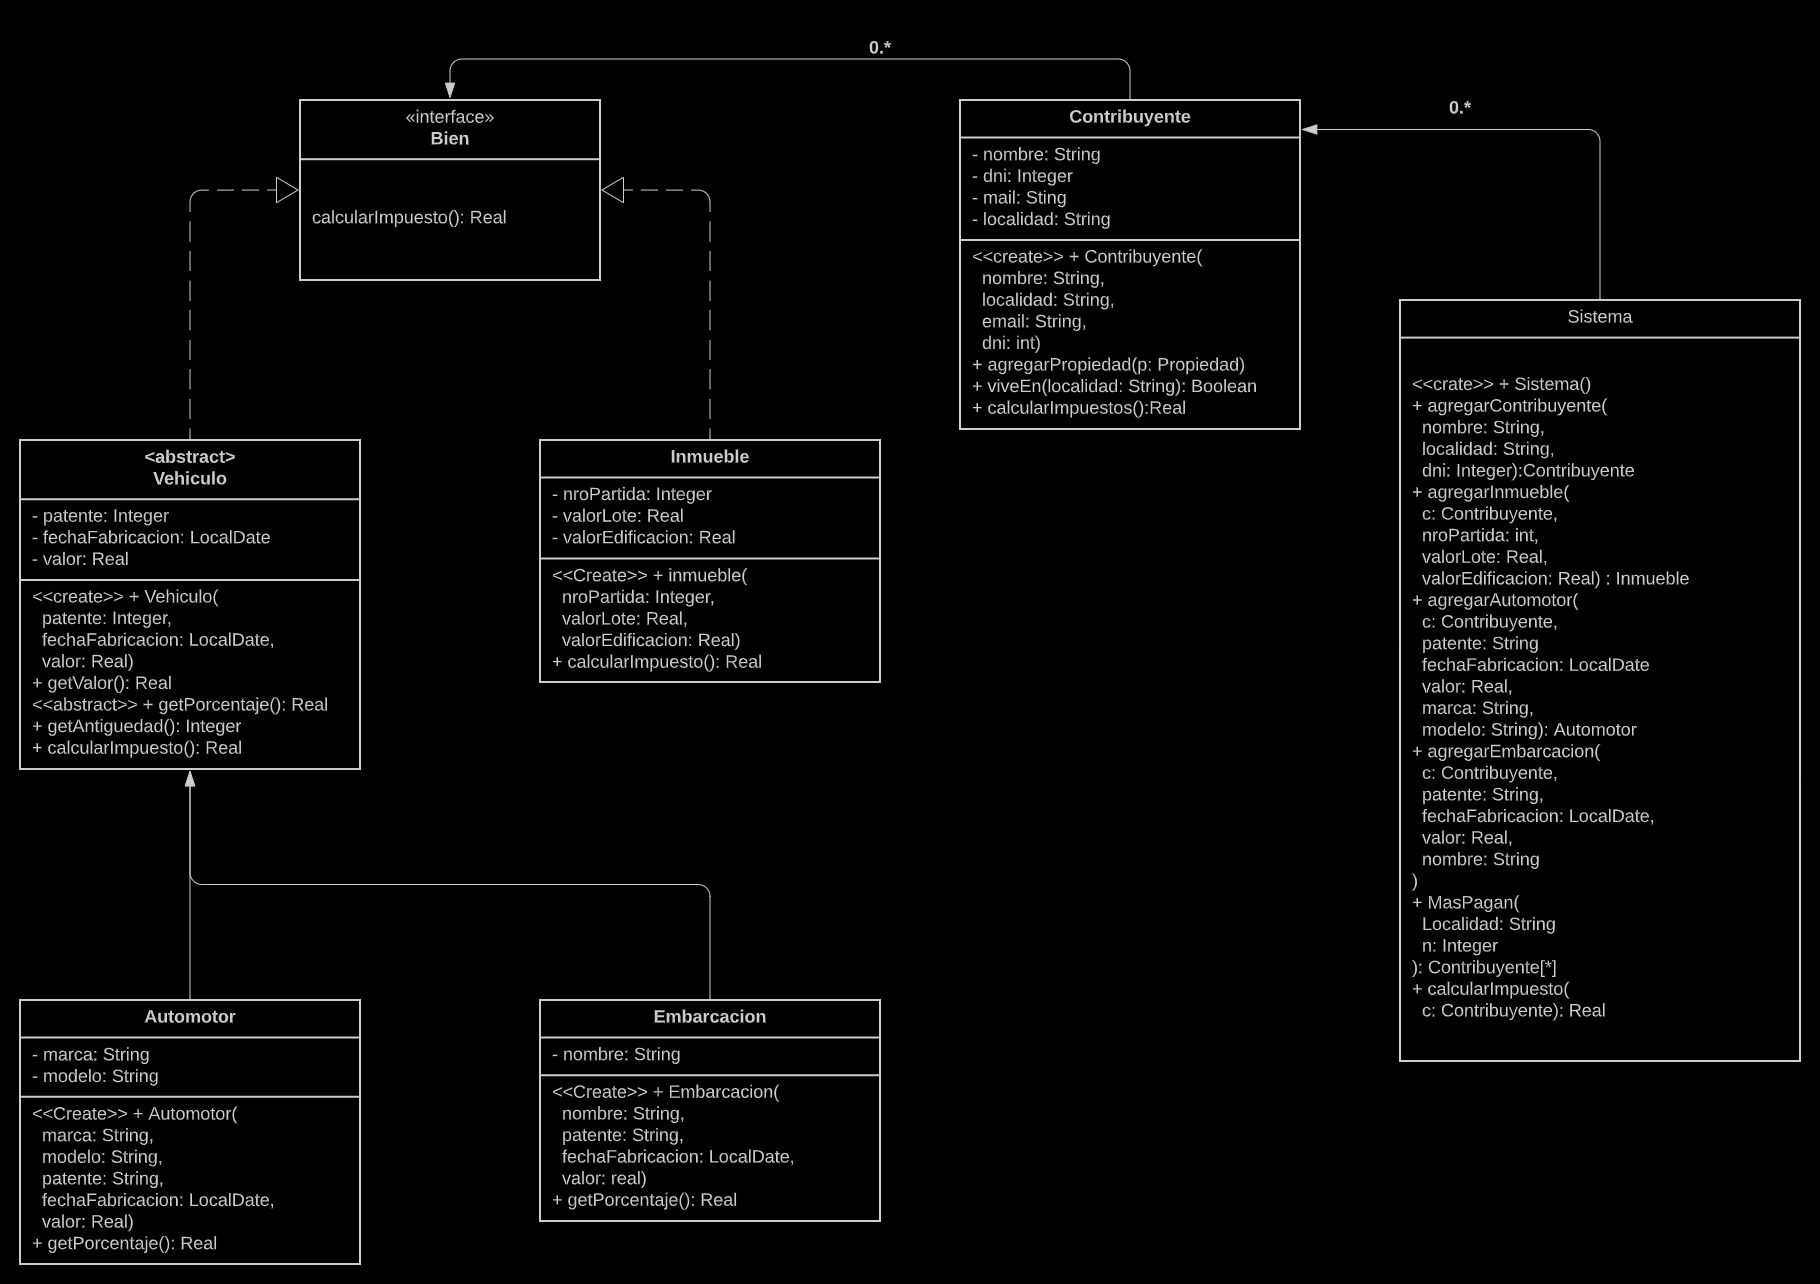 0.*
«interface»
Bien
calcularImpuesto(): Real
Contribuyente
- nombre: String
- dni: Integer
- mail: Sting
- localidad: String
<<create>> + Contribuyente(
nombre: String,
localidad: String,
email: String,
dni: int)
+ agregarPropiedad(p: Propiedad)
+ viveEn(localidad: String): Boolean
+ calcularImpuestos():Real
0.*
Sistema
<<crate>> + Sistema()
+ agregarContribuyente(
nombre: String,
localidad: String,
dni: Integer):Contribuyente
+ agregarInmueble(
c: Contribuyente,
nroPartida: int,
valorLote: Real,
valorEdificacion: Real) : Inmueble
+ agregarAutomotor(
c: Contribuyente,
patente: String
fechaFabricacion: LocalDate
valor: Real,
marca: String,
modelo: String): Automotor
+ agregarEmbarcacion(
c: Contribuyente,
patente: String,
fechaFabricacion: LocalDate,
valor: Real,
nombre: String
)
+ MasPagan(
Localidad: String
n: Integer
): Contribuyente[*]
+ calcularImpuesto(
c: Contribuyente): Real
<abstract>
Vehiculo
- patente: Integer
- fechaFabricacion: LocalDate
- valor: Real
<<create>> + Vehiculo(
patente: Integer,
fechaFabricacion: LocalDate,
valor: Real)
+ getValor(): Real
<<abstract>> + getPorcentaje(): Real
+ getAntiguedad(): Integer
+ calcularImpuesto(): Real
Inmueble
- nroPartida: Integer
- valorLote: Real
- valorEdificacion: Real
<<Create>> + inmueble(
nroPartida: Integer,
valorLote: Real,
valorEdificacion: Real)
+ calcularImpuesto(): Real
Automotor
- marca: String
- modelo: String
<<Create>> + Automotor(
marca: String,
modelo: String,
patente: String,
fechaFabricacion: LocalDate,
valor: Real)
+ getPorcentaje(): Real
Embarcacion
- nombre: String
<<Create>> + Embarcacion(
nombre: String,
patente: String,
fechaFabricacion: LocalDate,
valor: real)
+ getPorcentaje(): Real